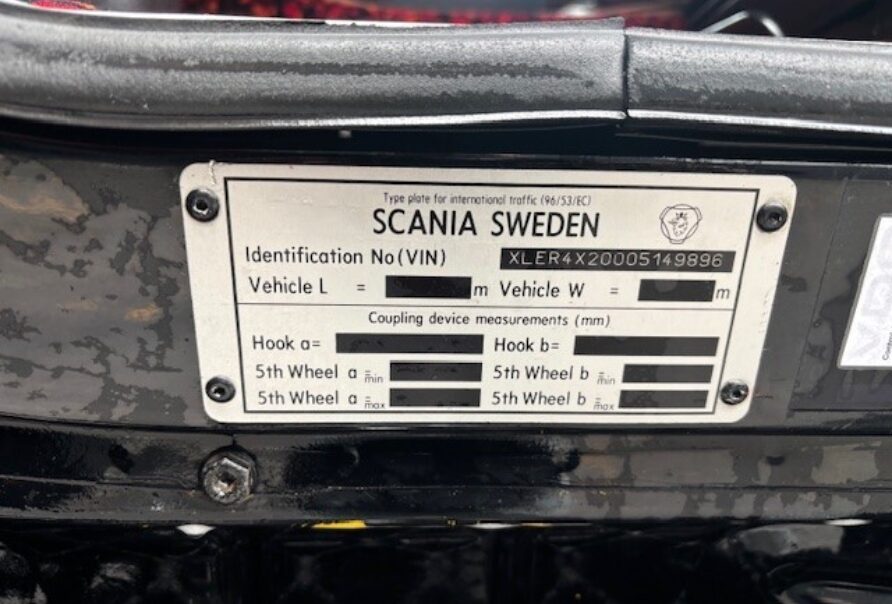 Type plate for international traffic (96/53/EC)
SCANIA SWEDEN
Identification No (VIN) XLER4X20005149896
Vehicle L = m Vehicle W = m
Coupling device measurements (mm)
Hook a= Hook b=
5th Wheel a = min 5th Wheel b = min
5th Wheel a = max 5th Wheel b = max